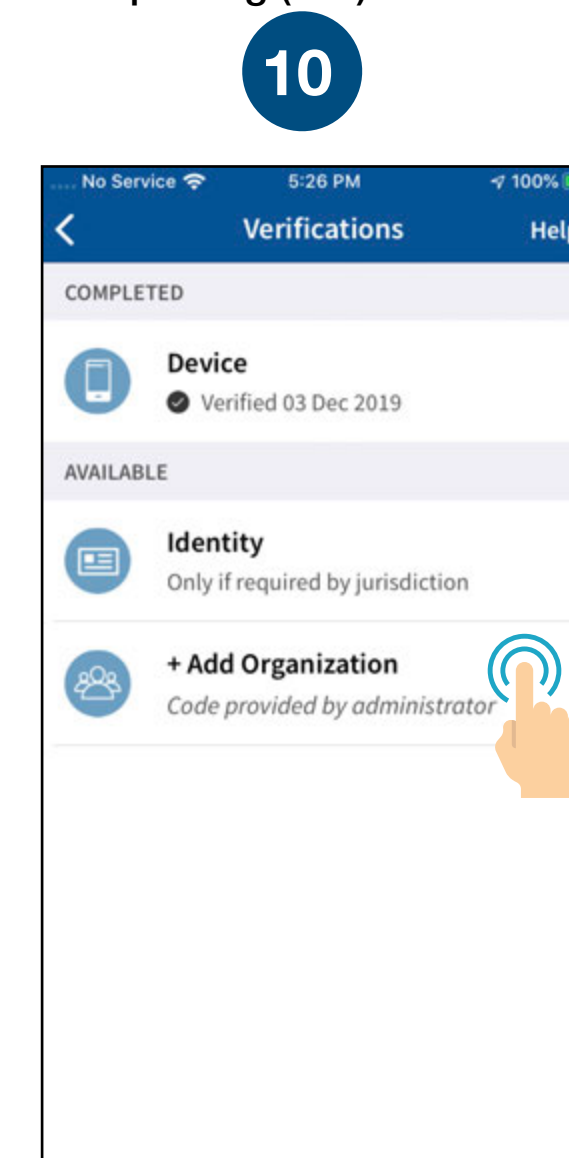 10
No Service 5:26 PM 100%
Verifications Help
COMPLETED
Device
Verified 03 Dec 2019
AVAILABLE
Identity
Only if required by jurisdiction
+ Add Organization
Code provided by administrator